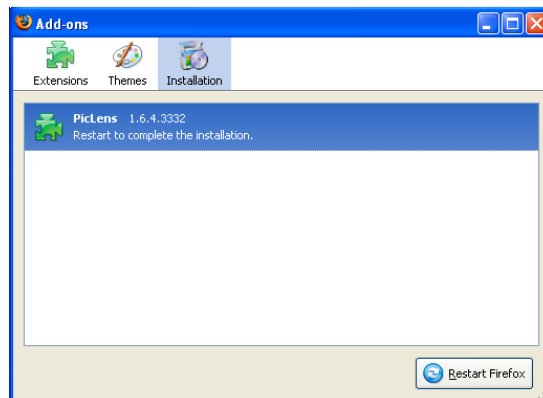 Add-ons
Extensions Themes Installation
PicLens 1.6.4.3332
Restart to complete the installation.
Restart Firefox